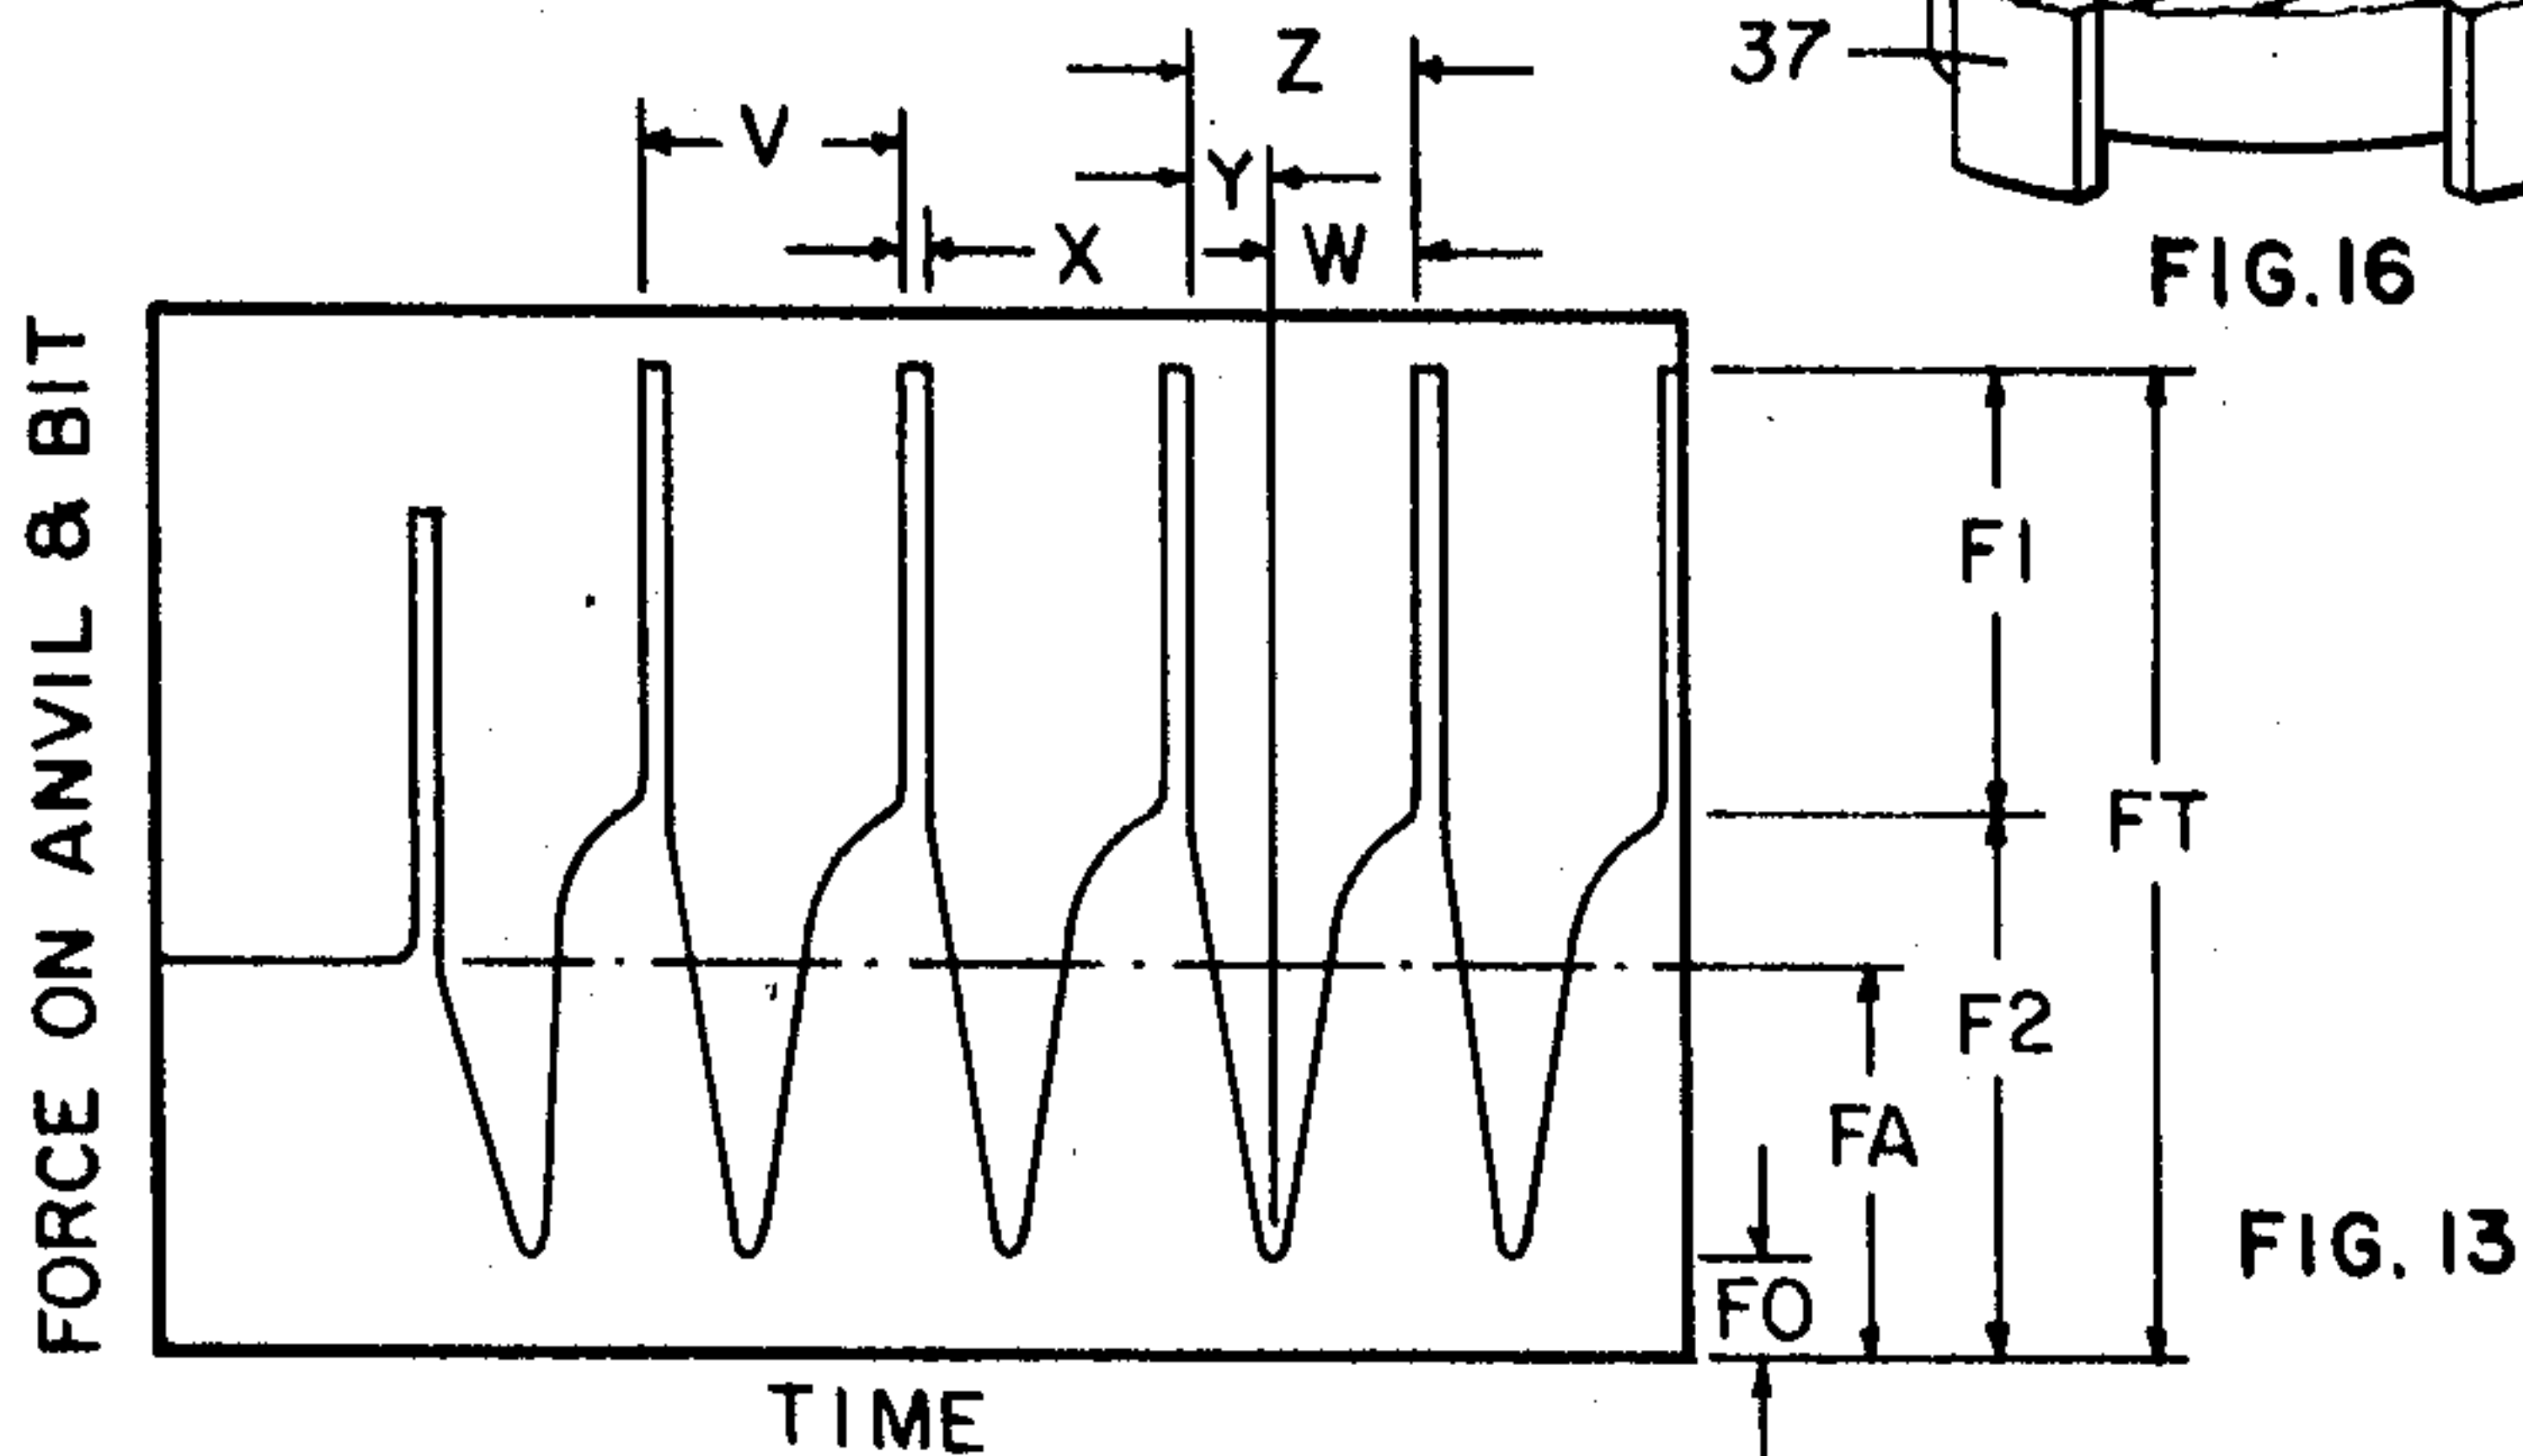 37
FIG.16
Z
V
Y
X
W
FORCE ON ANVIL & BIT
F1
FT
F2
FA
FO
FIG. 13
TIME